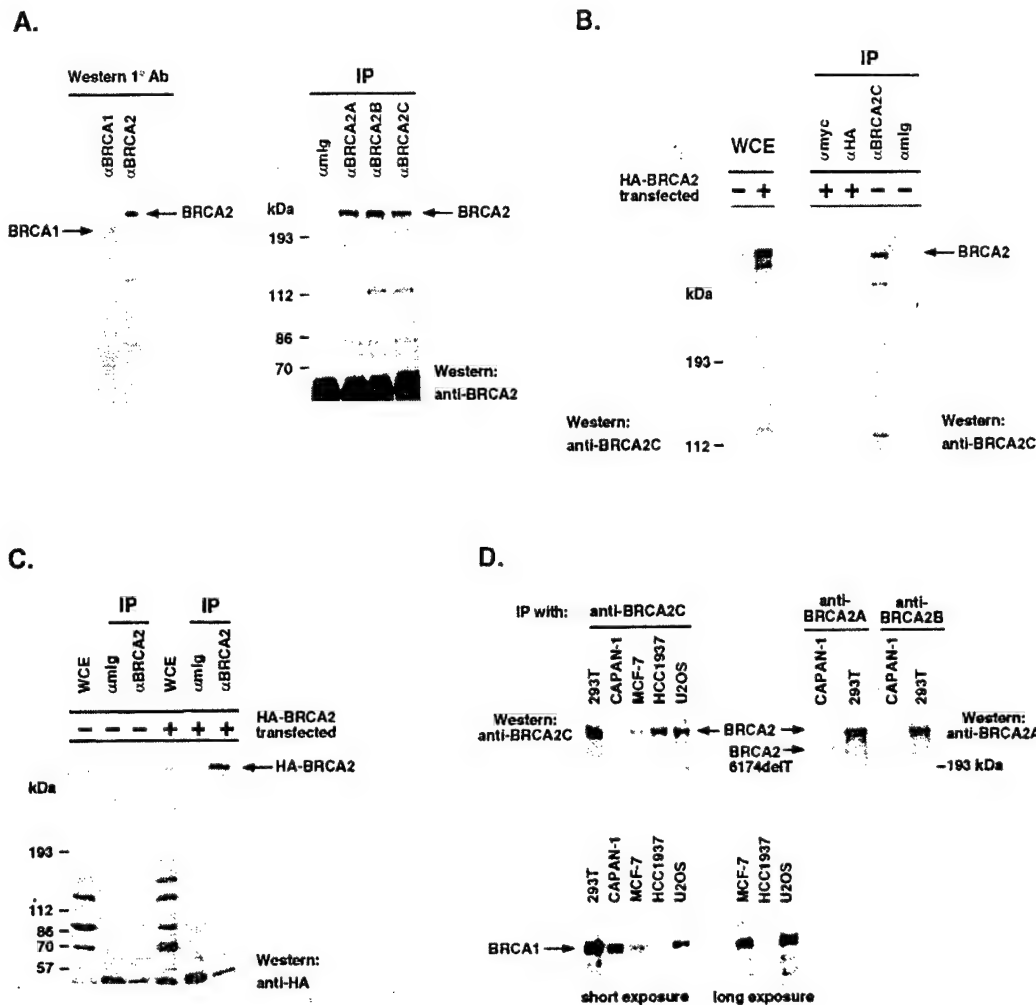 A.
Western 1° Ab
αBRCA1
αBRCA2
BRCA2
BRCA1
IP
αmIg
αBRCA2A
αBRCA2B
αBRCA2C
kDa
193
112
86
70
BRCA2
Western:
anti-BRCA2
B.
IP
WCE
αmyc
αHA
αBRCA2C
αmIg
HA-BRCA2
transfected
- +
+ + - -
BRCA2
kDa
193
112
Western:
anti-BRCA2C
Western:
anti-BRCA2C
C.
IP
IP
WCE
αmIg
αBRCA2
WCE
αmIg
αBRCA2
- - - + + +
HA-BRCA2
transfected
HA-BRCA2
kDa
193
112
86
70
57
Western:
anti-HA
D.
IP with:
anti-BRCA2C
anti-
BRCA2A
anti-
BRCA2B
293T
CAPAN-1
MCF-7
HCC1937
U2OS
CAPAN-1
293T
CAPAN-1
293T
Western:
anti-BRCA2C
BRCA2
BRCA2
6174delT
Western:
anti-BRCA2A
-193 kDa
293T
CAPAN-1
MCF-7
HCC1937
U2OS
MCF-7
HCC1937
U2OS
BRCA1
short exposure
long exposure